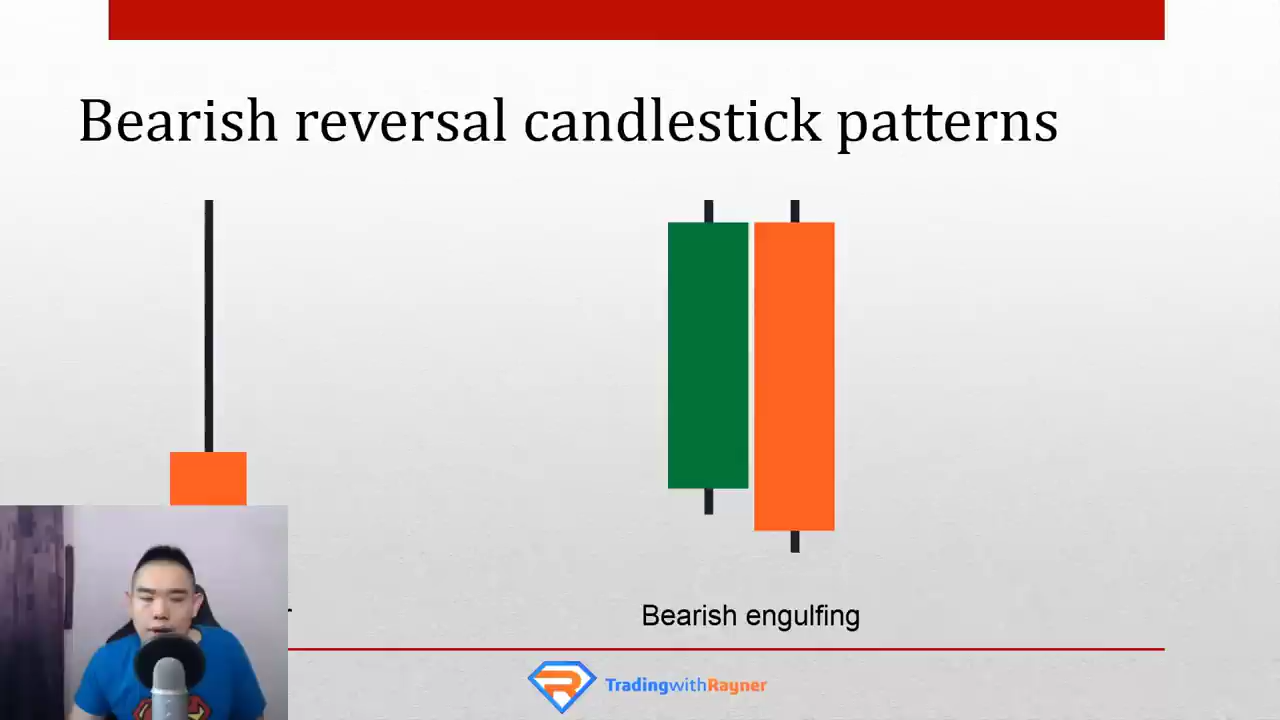 Bearish reversal candlestick patterns
Bearish engulfing
TradingwithRayner